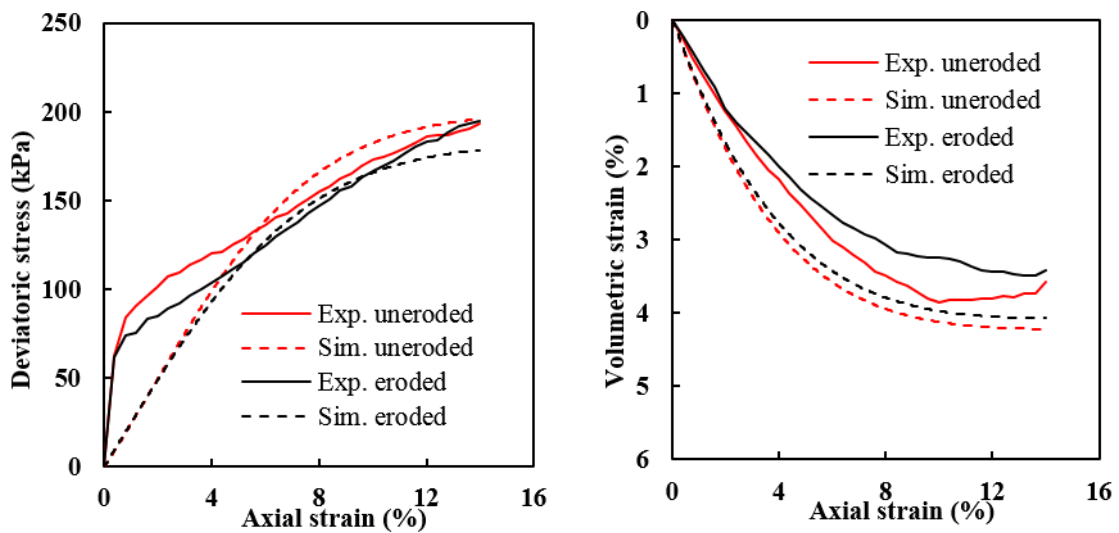 250
200
150
100
50
0
Deviatoric stress (kPa)
Exp. uneroded
Sim. uneroded
Exp. eroded
Sim. eroded
0 4 8 12 16
Axial strain (%)
0
1
2
3
4
5
6
Volumetric strain (%)
Exp. uneroded
Sim. uneroded
Exp. eroded
Sim. eroded
0 4 8 12 16
Axial strain (%)